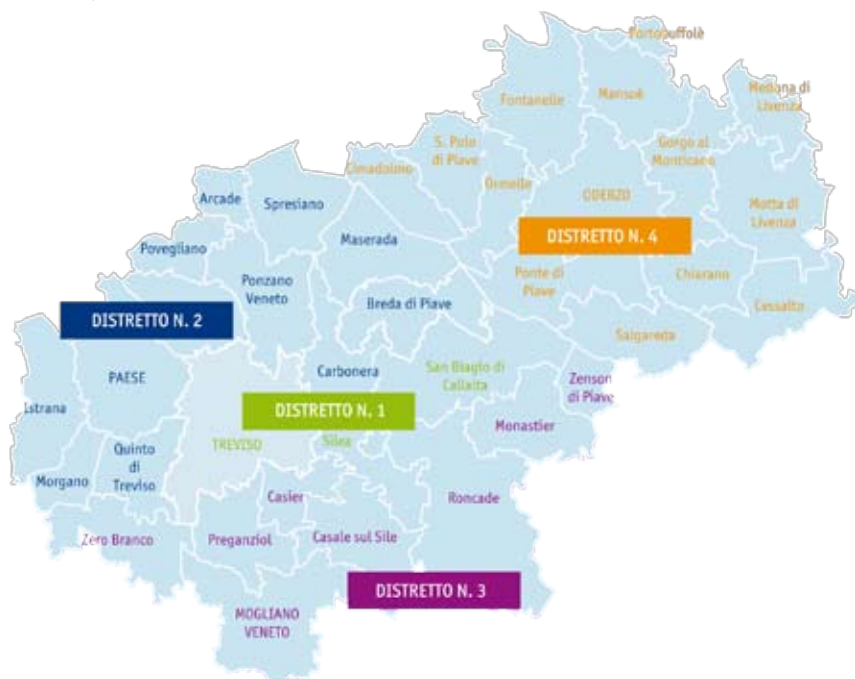 Portobuffolè
Fontanelle
Mansuè
Meduna di
Livenza
S. Polo
di Piave
Gorgo al
Monticano
Cimadolmo
Ormelle
ODERZO
Motta di
Livenza
Arcade
Spresiano
Maserada
DISTRETTO N. 4
Povegliano
Ponte di
Piave
Chiarano
Ponzano
Veneto
Breda di Piave
Cessalto
DISTRETTO N. 2
Salgareda
PAESE
Carbonera
San Biagio di
Callalta
Zenson
di Piave
Istrana
DISTRETTO N. 1
Monastier
TREVISO
Silea
Quinto
di
Treviso
Morgano
Casier
Roncade
Zero Branco
Preganziol
Casale sul Sile
DISTRETTO N. 3
MOGLIANO
VENETO